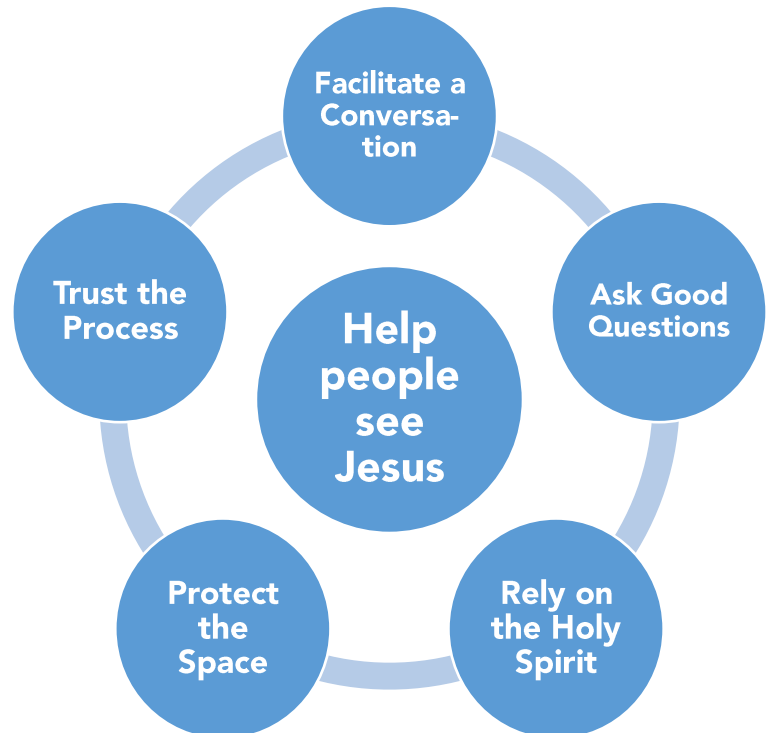 Facilitate a
Conversa-
tion
Ask Good
Questions
Rely on
the Holy
Spirit
Protect
the
Space
Trust the
Process
Help
people
see
Jesus